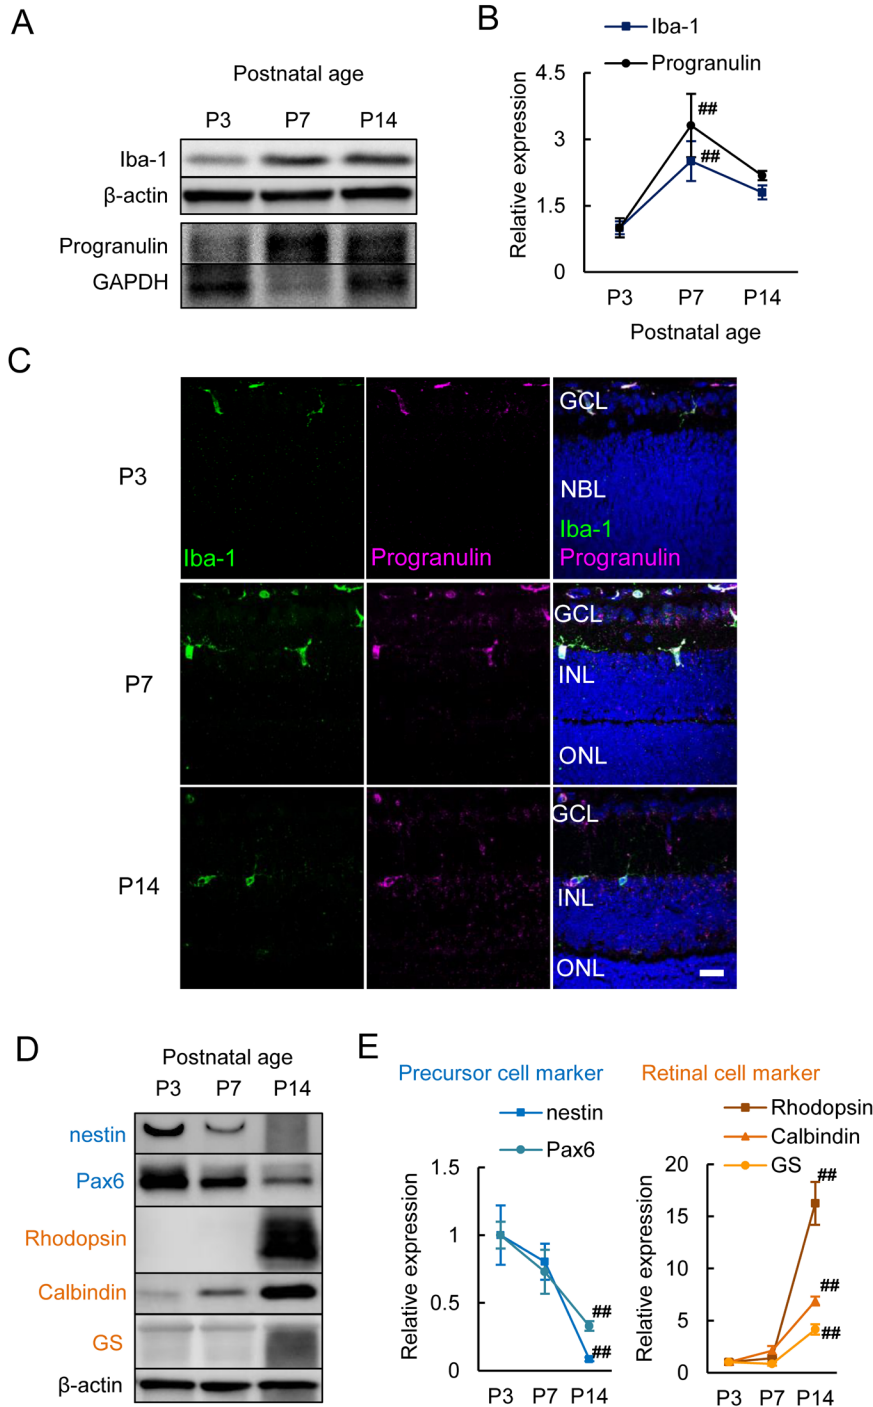 A
Postnatal age
P3 P7 P14
Iba-1
β-actin
Progranulin
GAPDH
B
Iba-1
Progranulin
Relative expression
4.5
3
1.5
0
##
##
P3 P7 P14
Postnatal age
C
P3
Iba-1
Progranulin
GCL
NBL
Iba-1
Progranulin
P7
GCL
INL
ONL
P14
GCL
INL
ONL
D
Postnatal age
P3 P7 P14
nestin
Pax6
Rhodopsin
Calbindin
GS
β-actin
E
Precursor cell marker
nestin
Pax6
Relative expression
1.5
1
0.5
0
##
##
P3 P7 P14
Retinal cell marker
Rhodopsin
Calbindin
GS
Relative expression
20
15
10
5
0
##
##
##
P3 P7 P14